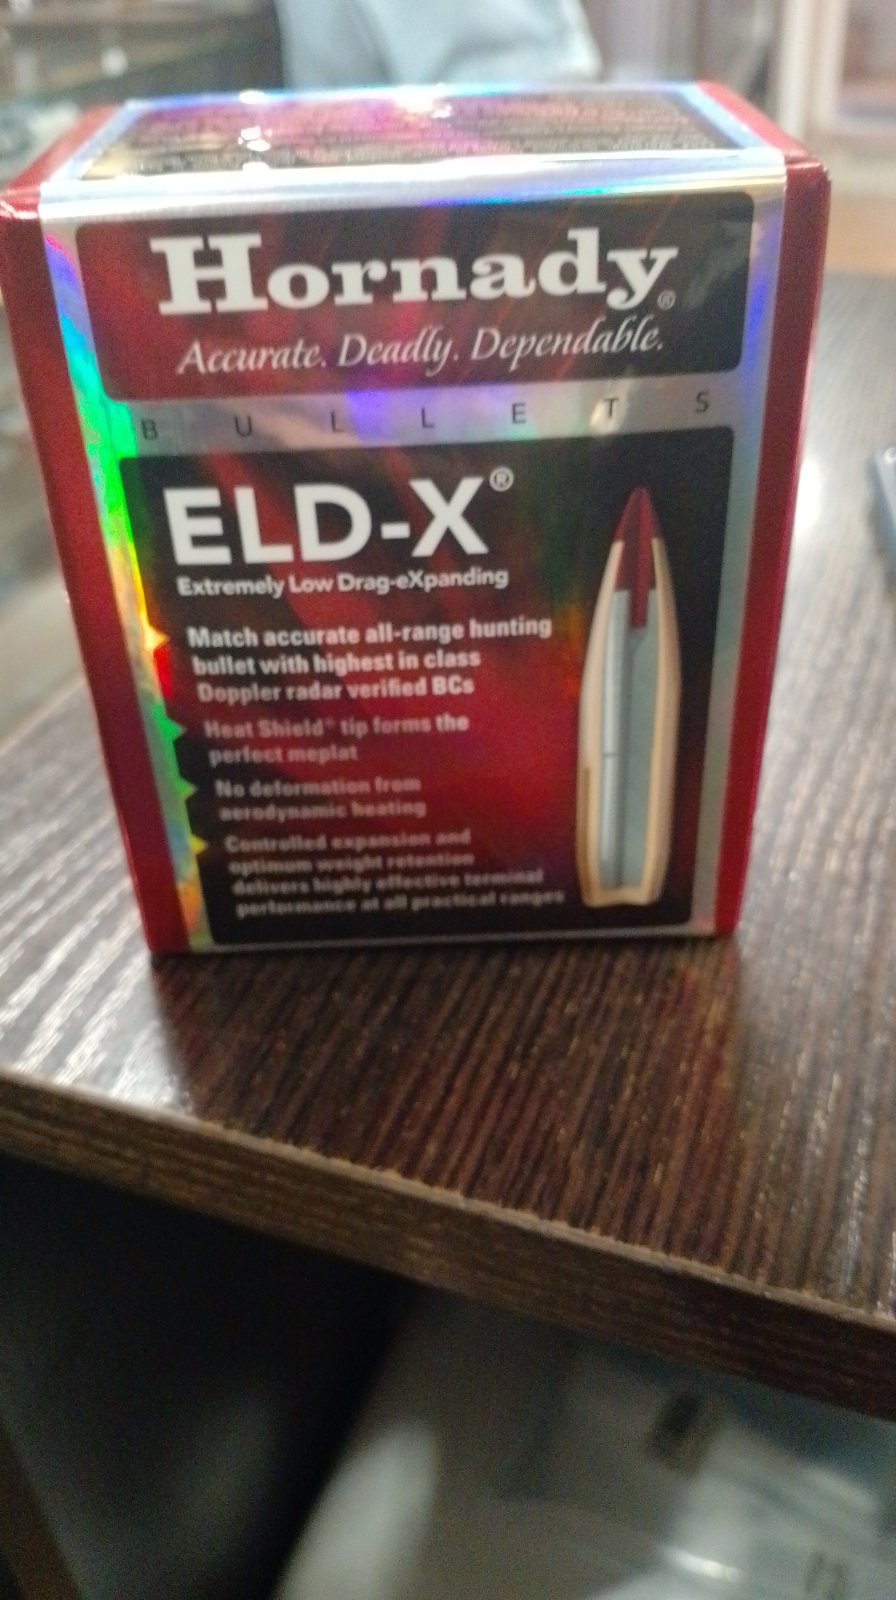 Hornady®
Accurate. Deadly. Dependable.
BULLETS
ELD-X®
Extremely Low Drag-eXpanding
Match accurate all-range hunting
bullet with highest in class
Doppler radar verified BCs
Heat Shield® tip forms the
perfect meplat
No deformation from
aerodynamic heating
Controlled expansion and
optimum weight retention
delivers highly effective terminal
performance at all practical ranges